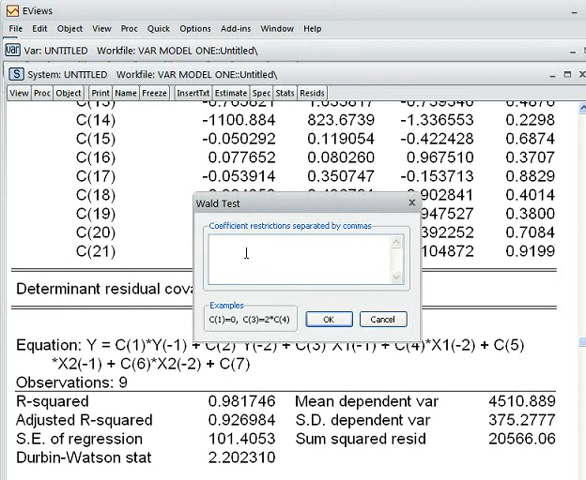 EViews
File Edit Object View Proc Quick Options Add-ins Window Help
var Var: UNTITLED Workfile: VAR MODEL ONE::Untitled\
S System: UNTITLED Workfile: VAR MODEL ONE::Untitled\
View Proc Object Print Name Freeze InsertTxt Estimate Spec Stats Resids
C(13)
C(14) -1100.884 823.6739 -1.336553 0.2298
C(15) -0.050292 0.119054 -0.422428 0.6874
C(16) 0.077652 0.080260 0.967510 0.3707
C(17) -0.053914 0.350747 -0.153713 0.8829
C(18) 0.4014
C(19) 0.3800
C(20) 0.7084
C(21) 0.9199
Wald Test
Coefficient restrictions separated by commas
Examples
C(1)=0, C(3)=2*C(4)
OK Cancel
Determinant residual
Equation: Y = C(1)*Y(-1) + C(2)*Y(-2) + C(3)*X1(-1) + C(4)*X1(-2) + C(5)
*X2(-1) + C(6)*X2(-2) + C(7)
Observations: 9
R-squared 0.981746 Mean dependent var 4510.889
Adjusted R-squared 0.926984 S.D. dependent var 375.2777
S.E. of regression 101.4053 Sum squared resid 20566.06
Durbin-Watson stat 2.202310